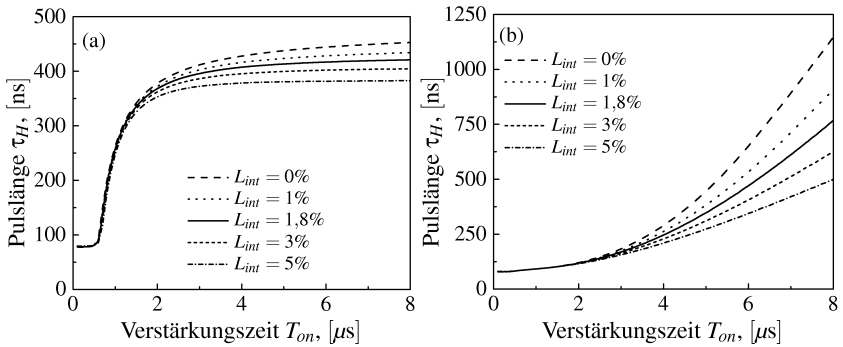 (a)
Pulslänge τH, [ns]
500
400
300
200
100
0
Lint = 0%
Lint = 1%
Lint = 1,8%
Lint = 3%
Lint = 5%
0
2
4
6
8
Verstärkungszeit Ton, [µs]
(b)
Pulslänge τH, [ns]
1250
1000
750
500
250
0
Lint = 0%
Lint = 1%
Lint = 1,8%
Lint = 3%
Lint = 5%
0
2
4
6
8
Verstärkungszeit Ton, [µs]